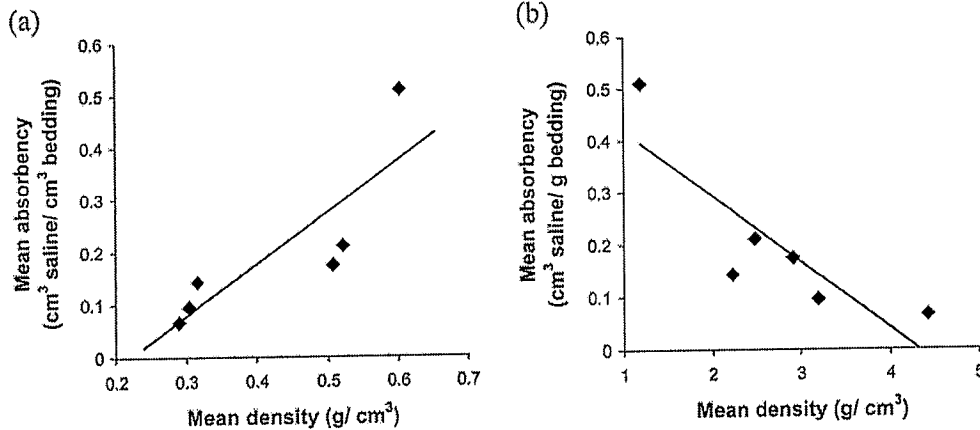 (a)
Mean absorbency
(cm³ saline/ cm³ bedding)
0.6
0.5
0.4
0.3
0.2
0.1
0
0.2 0.3 0.4 0.5 0.6 0.7
Mean density (g/ cm³)
(b)
Mean absorbency
(cm³ saline/ g bedding)
0.6
0.5
0.4
0.3
0.2
0.1
0
1 2 3 4 5
Mean density (g/ cm³)